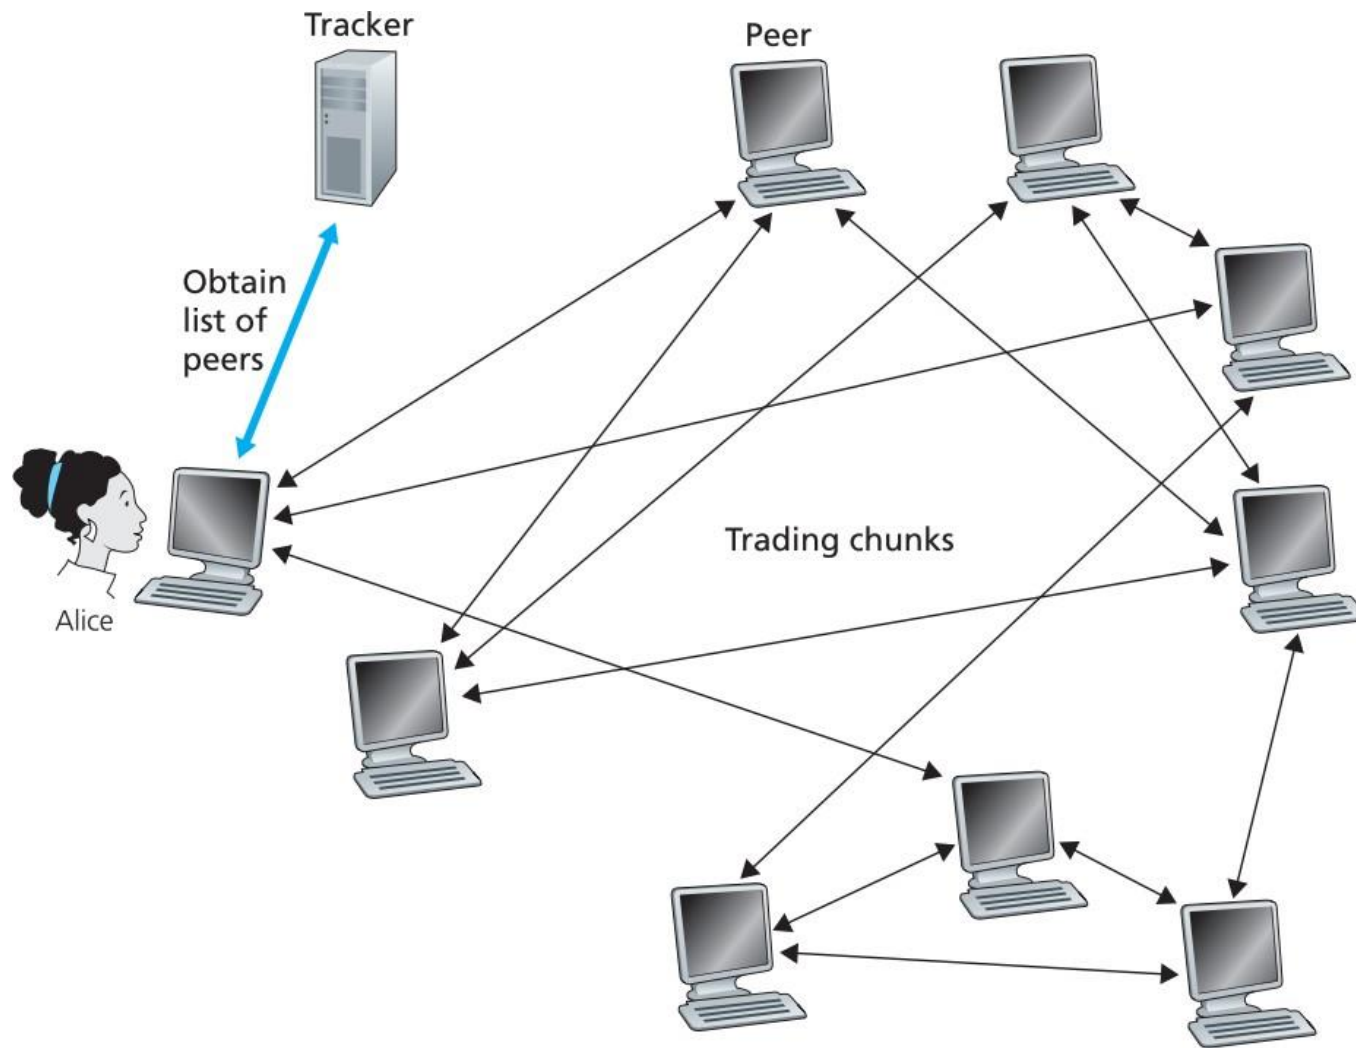 Tracker
Peer
Obtain
list of
peers
Trading chunks
Alice